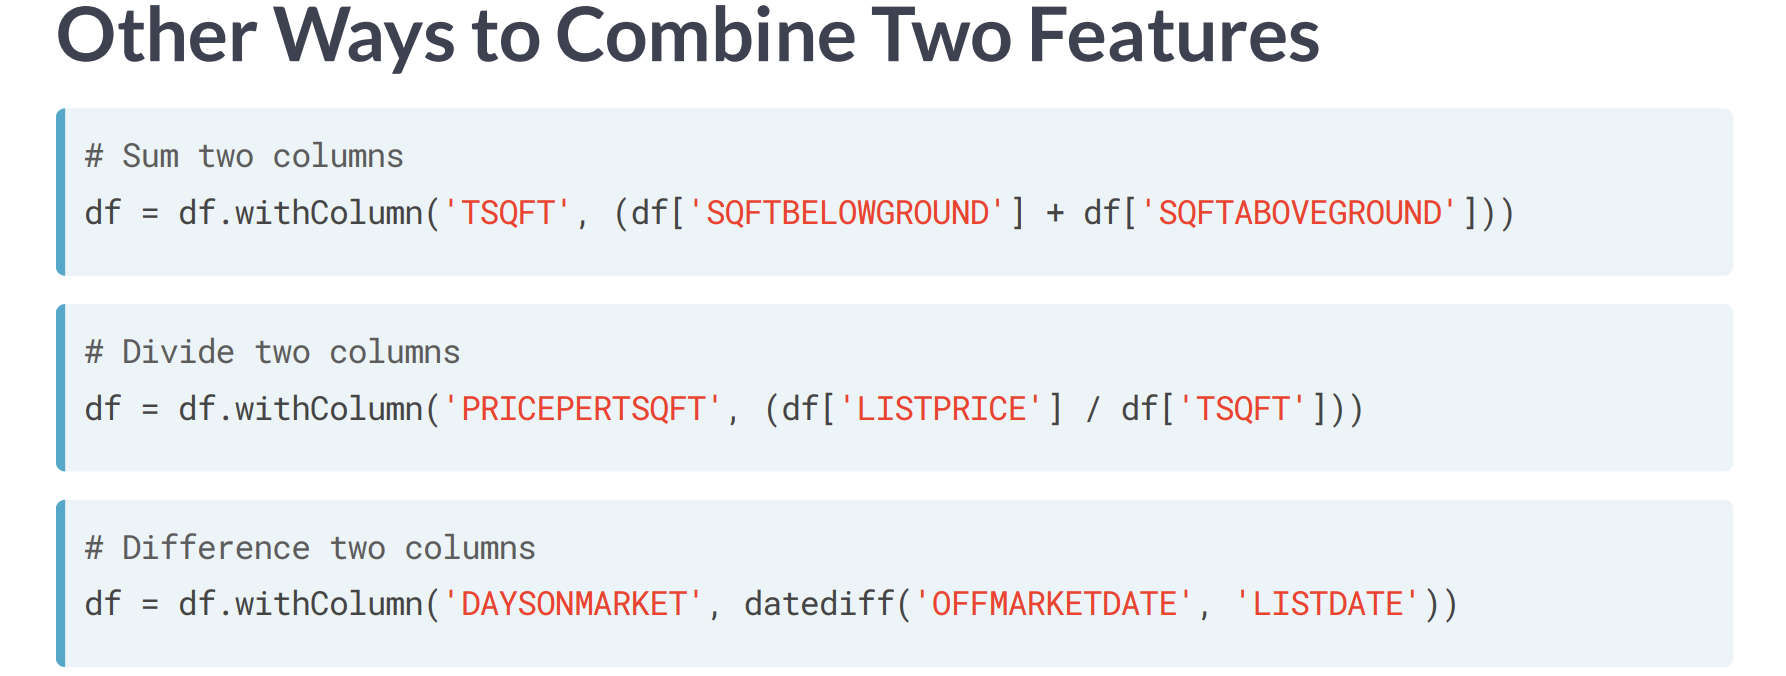 Other Ways to Combine Two Features
# Sum two columns
df = df.withColumn('TSQFT', (df['SQFTBELOWGROUND'] + df['SQFTABOVEGROUND']))
# Divide two columns
df = df.withColumn('PRICEPERTSQFT', (df['LISTPRICE'] / df['TSQFT']))
# Difference two columns
df = df.withColumn('DAYSONMARKET', datediff('OFFMARKETDATE', 'LISTDATE'))